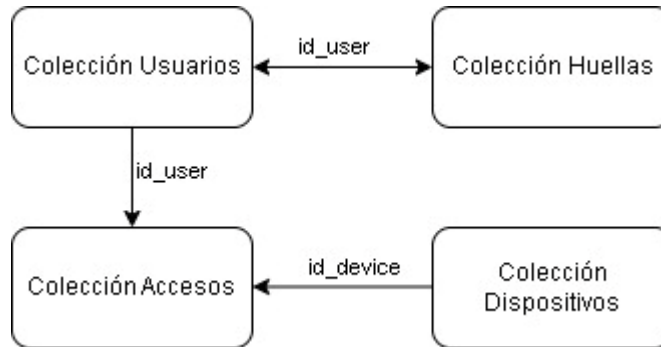 Colección Usuarios
id_user
Colección Huellas
id_user
Colección Accesos
id_device
Colección
Dispositivos